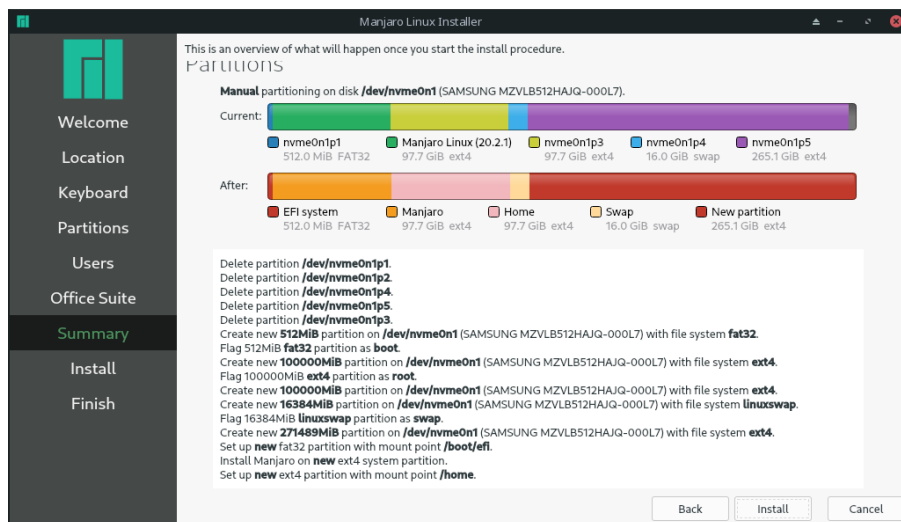 Manjaro Linux Installer
This is an overview of what will happen once you start the install procedure.
Partitions
Manual partitioning on disk /dev/nvme0n1 (SAMSUNG MZVLB512HAJQ-000L7).
Current:
nvme0n1p1 Manjaro Linux (20.2.1) nvme0n1p3 nvme0n1p4 nvme0n1p5
512.0 MiB FAT32 97.7 GiB ext4 97.7 GiB ext4 16.0 GiB swap 265.1 GiB ext4
After:
EFI system Manjaro Home Swap New partition
512.0 MiB FAT32 97.7 GiB ext4 97.7 GiB ext4 16.0 GiB swap 265.1 GiB ext4
Welcome
Location
Keyboard
Partitions
Users
Office Suite
Summary
Install
Finish
Delete partition /dev/nvme0n1p1.
Delete partition /dev/nvme0n1p2.
Delete partition /dev/nvme0n1p4.
Delete partition /dev/nvme0n1p5.
Delete partition /dev/nvme0n1p3.
Create new 512MiB partition on /dev/nvme0n1 (SAMSUNG MZVLB512HAJQ-000L7) with file system fat32.
Flag 512MiB fat32 partition as boot.
Create new 100000MiB partition on /dev/nvme0n1 (SAMSUNG MZVLB512HAJQ-000L7) with file system ext4.
Flag 100000MiB ext4 partition as root.
Create new 100000MiB partition on /dev/nvme0n1 (SAMSUNG MZVLB512HAJQ-000L7) with file system ext4.
Create new 16384MiB partition on /dev/nvme0n1 (SAMSUNG MZVLB512HAJQ-000L7) with file system linuxswap.
Flag 16384MiB linuxswap partition as swap.
Create new 271489MiB partition on /dev/nvme0n1 (SAMSUNG MZVLB512HAJQ-000L7) with file system ext4.
Set up new fat32 partition with mount point /boot/efi.
Install Manjaro on new ext4 system partition.
Set up new ext4 partition with mount point /home.
Back Install Cancel